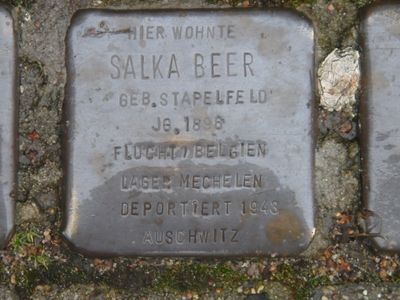 HIER WOHNTE
SALKA BEER
GEB. STAPELFELD
JG. 1896
FLUCHT / BELGIEN
LAGER MECHELEN
DEPORTIERT 1943
AUSCHWITZ